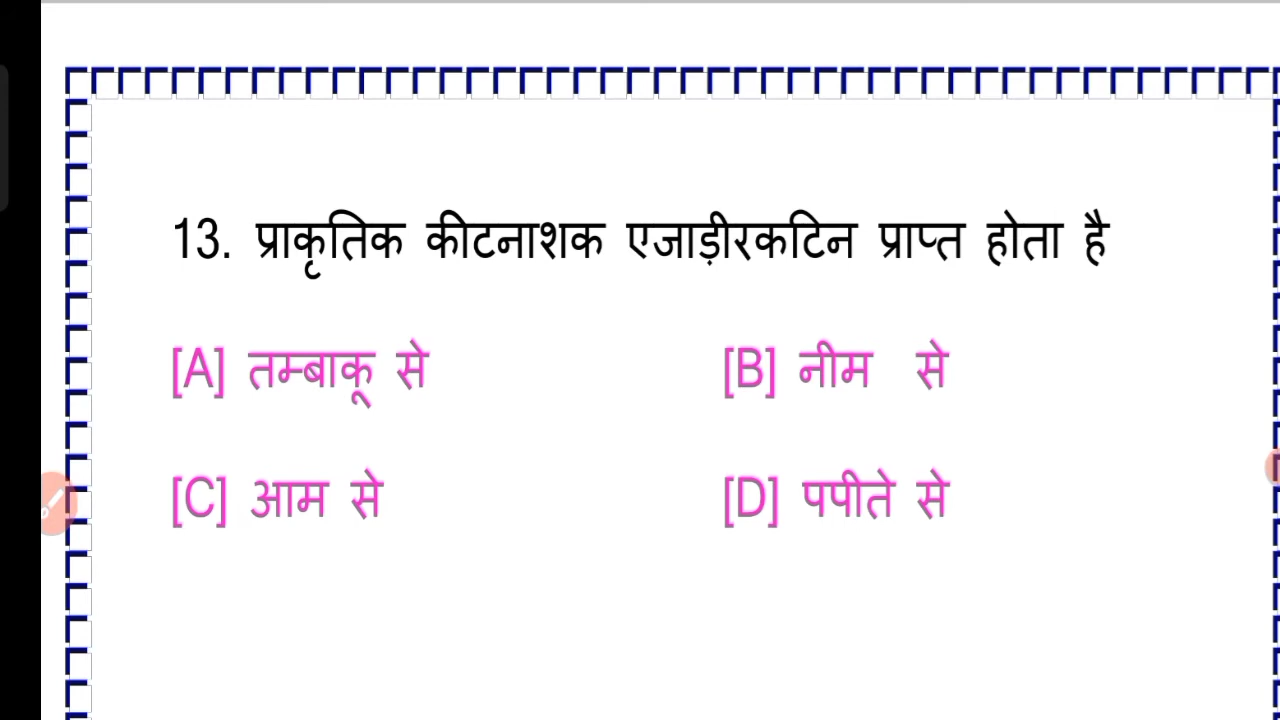 13. प्राकृतिक कीटनाशक एजाड़ीरकटिन प्राप्त होता है
[A] तम्बाकू से [B] नीम से
[C] आम से [D] पपीते से